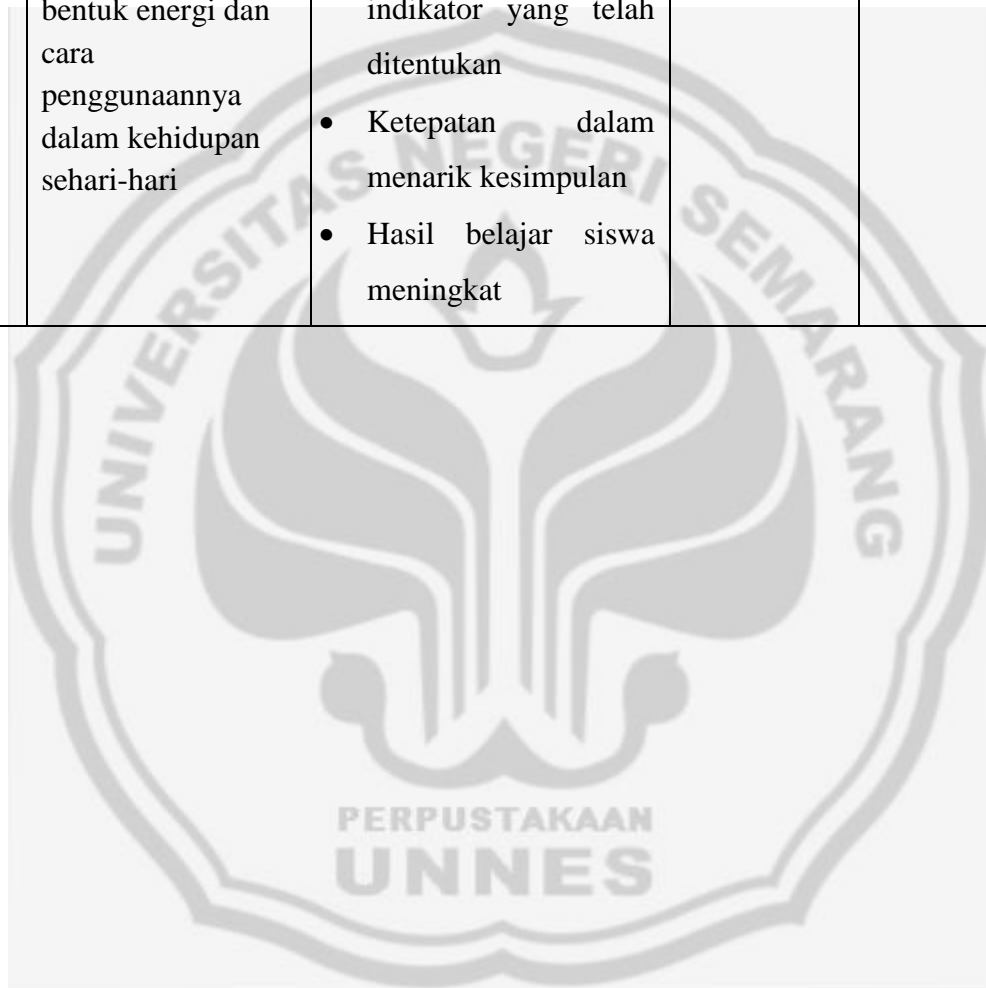 bentuk energi dan
cara
penggunaannya
dalam kehidupan
sehari-hari
indikator yang telah
ditentukan
• Ketepatan dalam
menarik kesimpulan
• Hasil belajar siswa
meningkat
UNIVERSITAS NEGERI SEMARANG
PERPUSTAKAAN
UNNES